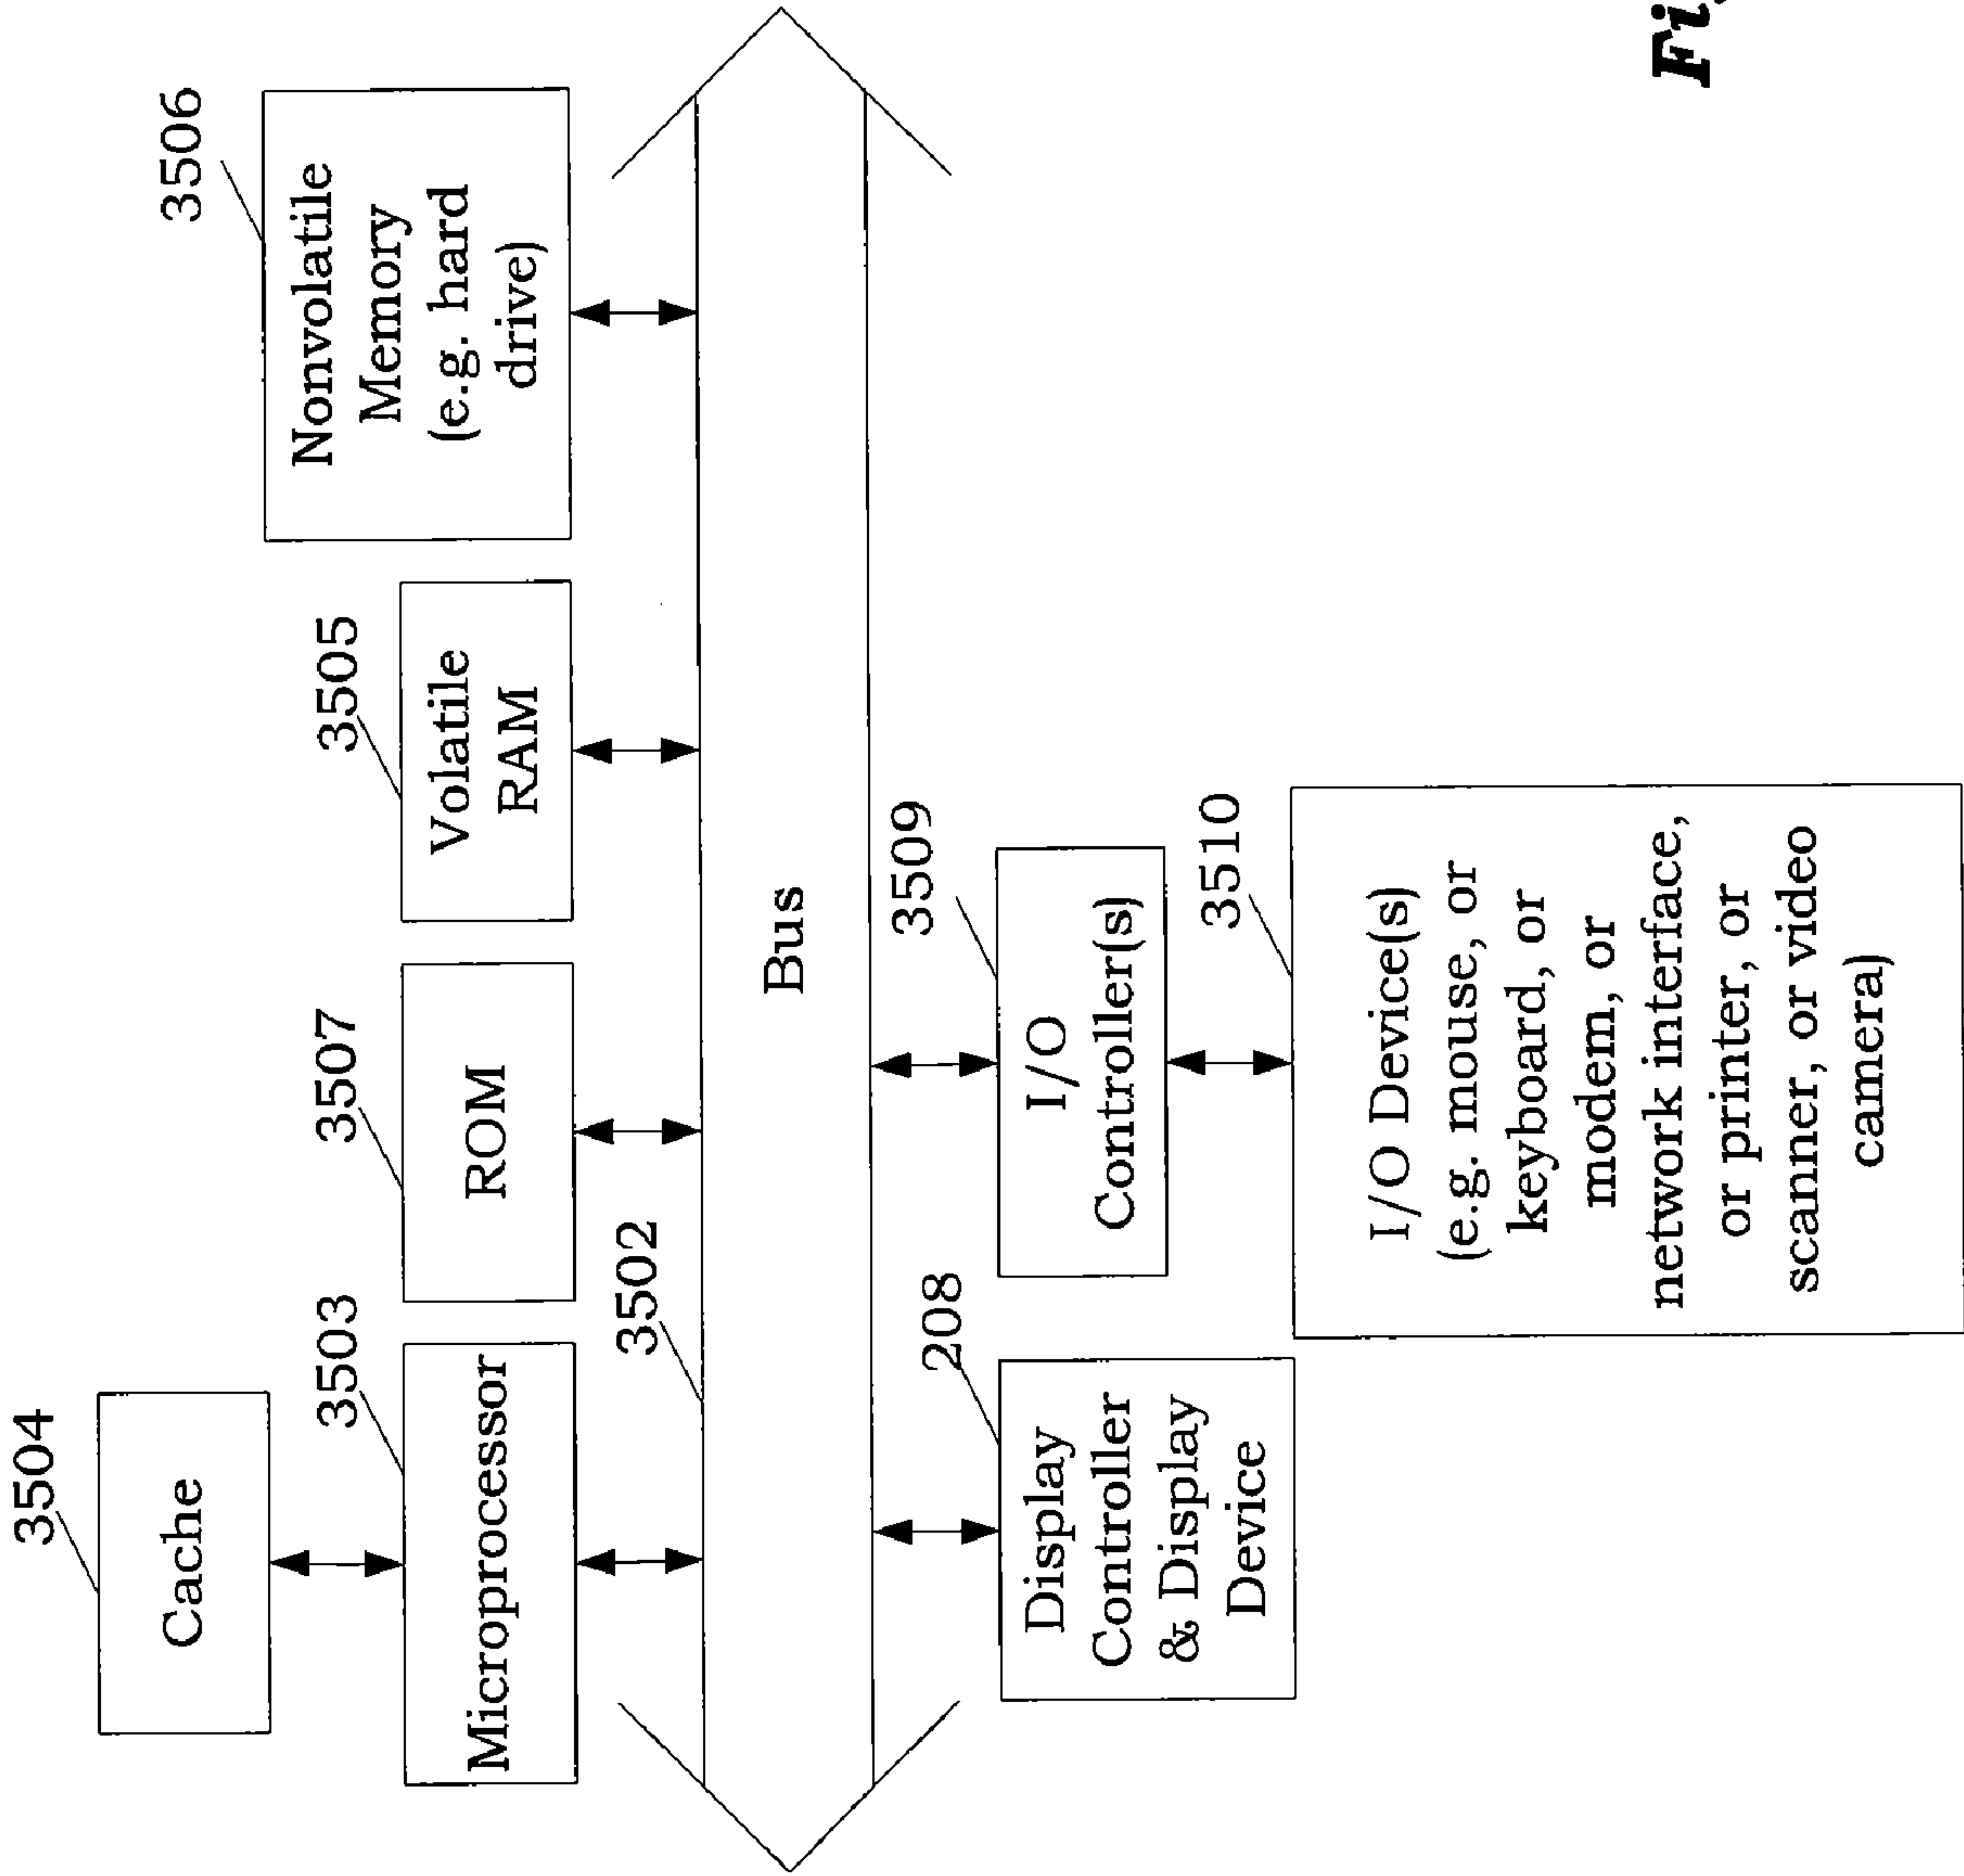 3504
Cache
3503
Microprocessor
3507
ROM
3505
Volatile
RAM
3506
Nonvolatile
Memory
(e.g. hard
drive)
3502
Bus
208
Display
Controller
& Display
Device
3509
I/O
Controller(s)
3510
I/O Device(s)
(e.g. mouse, or
keyboard, or
modem, or
network interface,
or printer, or
scanner, or video
camera)